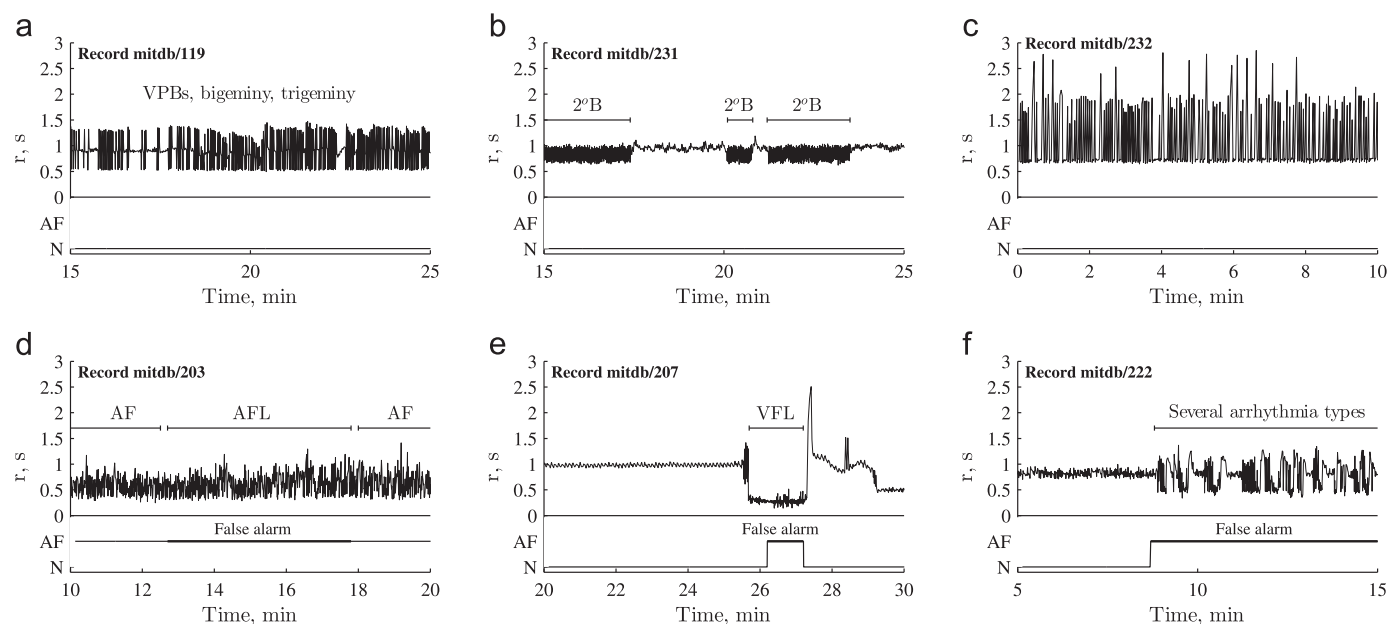 a
Record mitdb/119
VPBs, bigeminy, trigeminy
r, s
3
2.5
2
1.5
1
0.5
0
AF
N
15 20 25
Time, min
b
Record mitdb/231
2ºB 2ºB 2ºB
r, s
3
2.5
2
1.5
1
0.5
0
AF
N
15 20 25
Time, min
c
Record mitdb/232
r, s
3
2.5
2
1.5
1
0.5
0
AF
N
0 2 4 6 8 10
Time, min
d
Record mitdb/203
AF AFL AF
r, s
3
2.5
2
1.5
1
0.5
0
False alarm
AF
N
10 12 14 16 18 20
Time, min
e
Record mitdb/207
VFL
r, s
3
2.5
2
1.5
1
0.5
0
False alarm
AF
N
20 22 24 26 28 30
Time, min
f
Record mitdb/222
Several arrhythmia types
r, s
3
2.5
2
1.5
1
0.5
0
False alarm
AF
N
5 10 15
Time, min